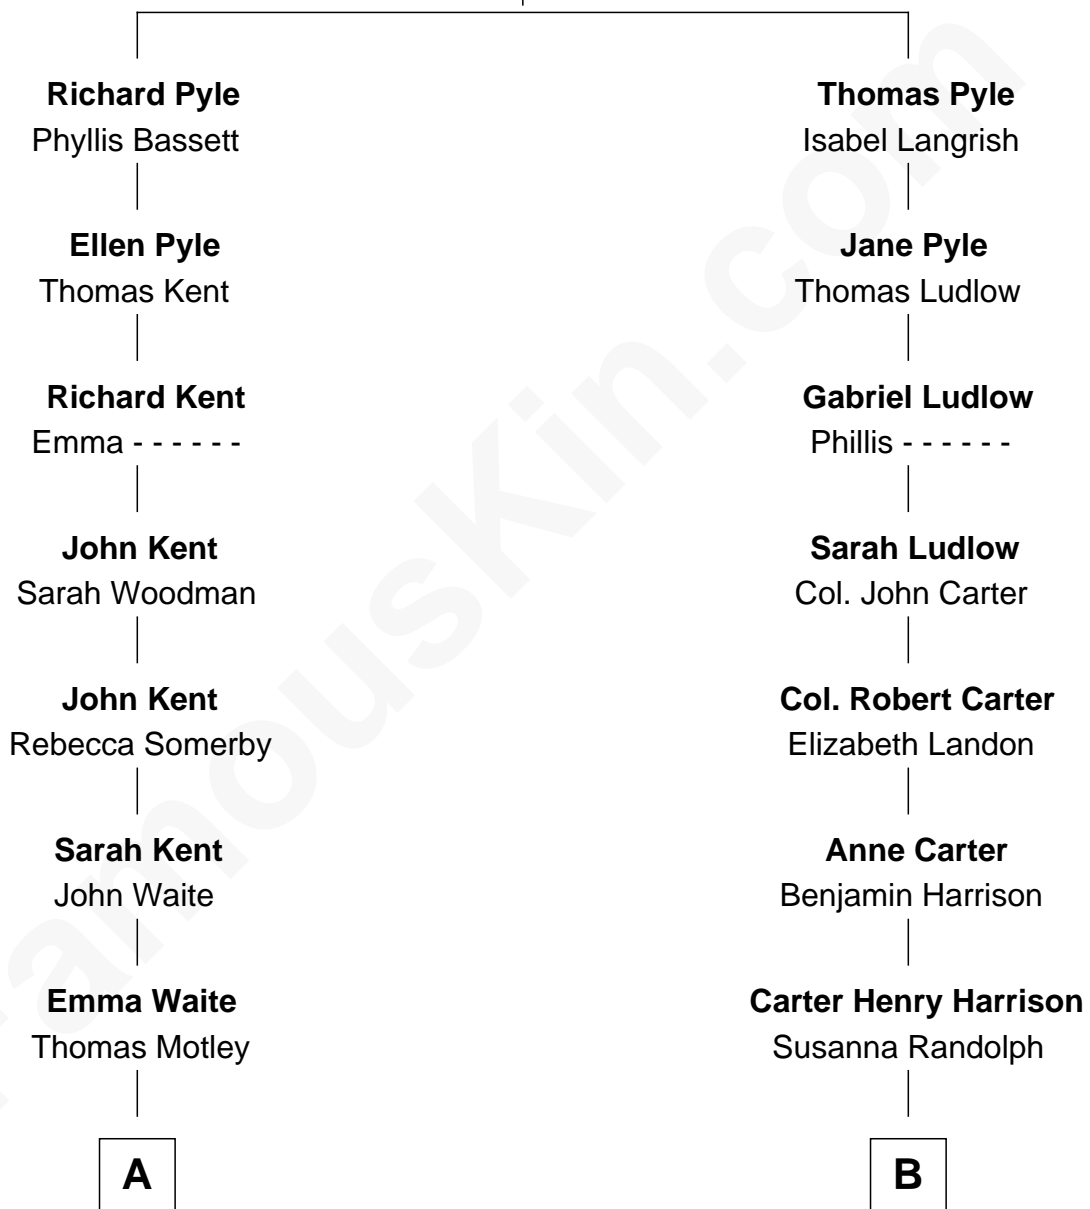 Richard Pyle
Phyllis Bassett
Ellen Pyle
Thomas Kent
Richard Kent
Emma - - - - - -
John Kent
Sarah Woodman
John Kent
Rebecca Somerby
Sarah Kent
John Waite
Emma Waite
Thomas Motley
A
Thomas Pyle
Isabel Langrish
Jane Pyle
Thomas Ludlow
Gabriel Ludlow
Phillis - - - - - -
Sarah Ludlow
Col. John Carter
Col. Robert Carter
Elizabeth Landon
Anne Carter
Benjamin Harrison
Carter Henry Harrison
Susanna Randolph
B
FamousKin.com